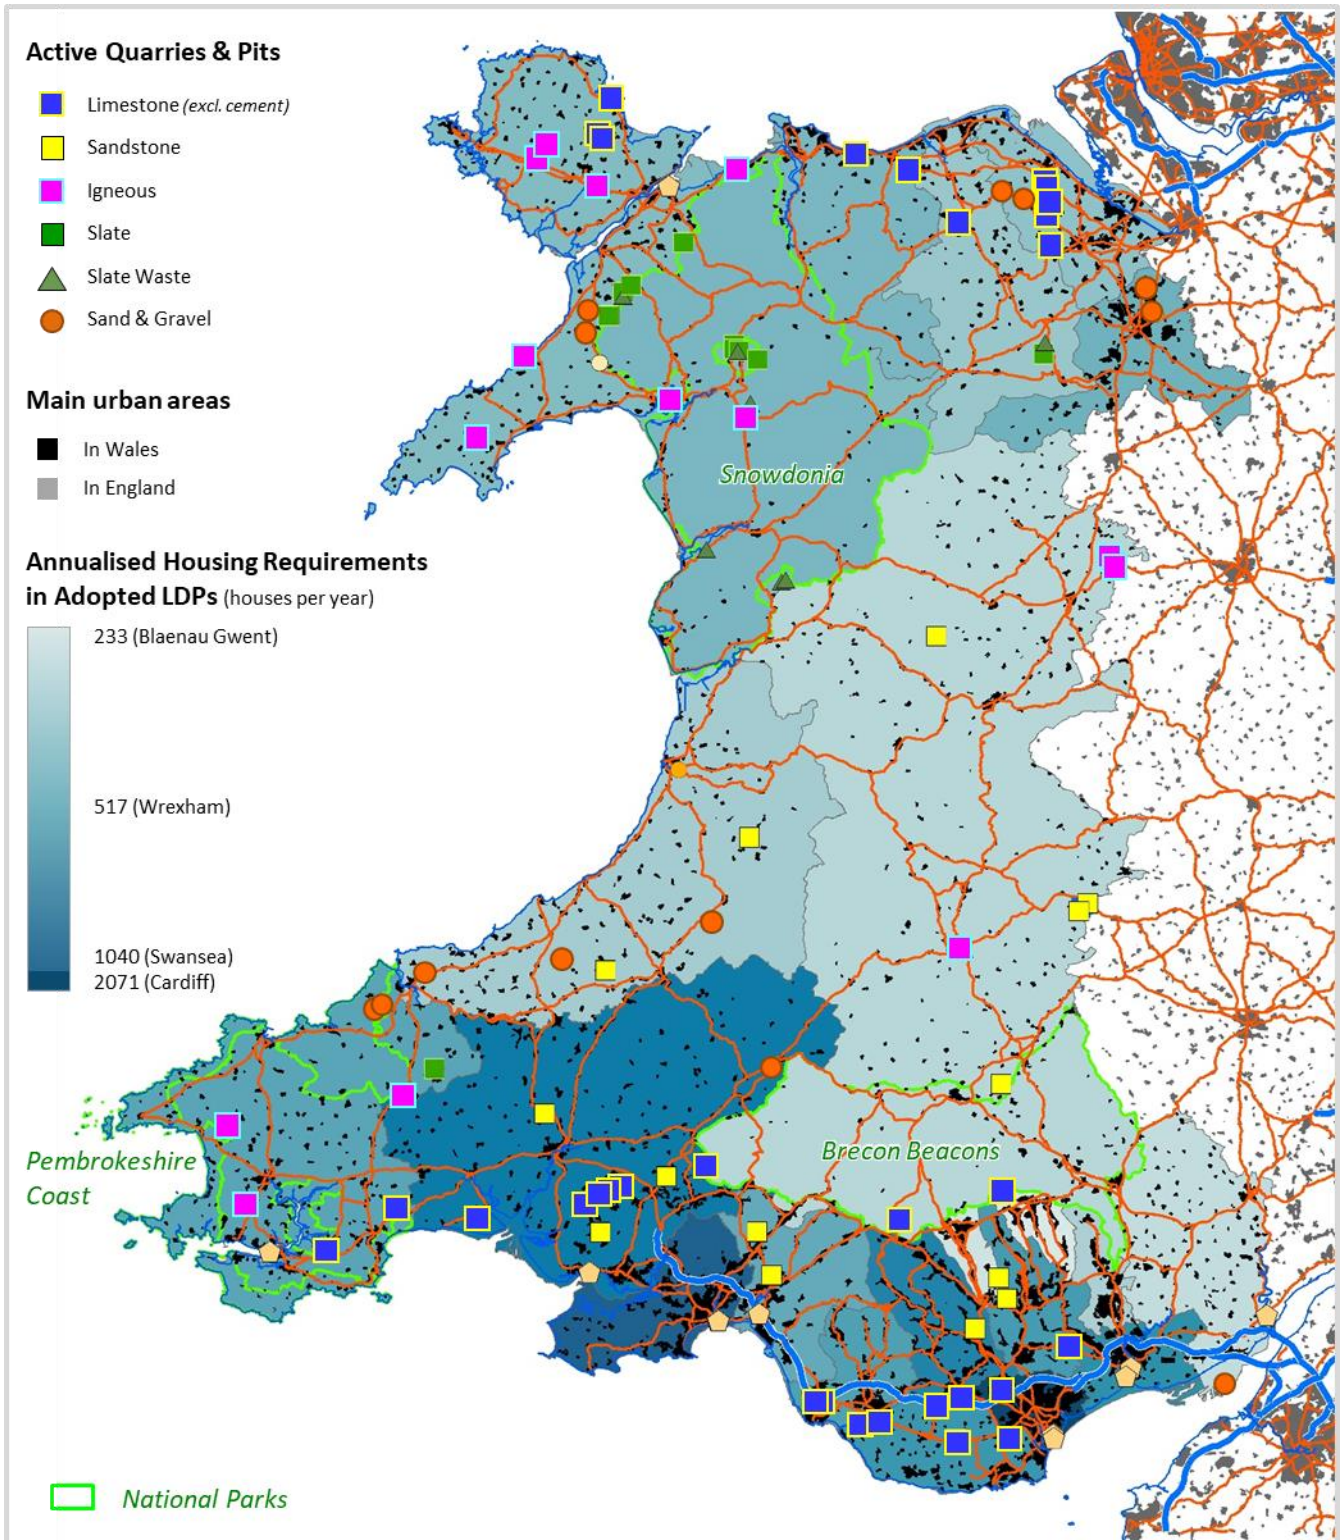 Active Quarries & Pits
Limestone (excl. cement)
Sandstone
Igneous
Slate
Slate Waste
Sand & Gravel
Main urban areas
In Wales
In England
Annualised Housing Requirements
in Adopted LDPs (houses per year)
233 (Blaenau Gwent)
517 (Wrexham)
1040 (Swansea)
2071 (Cardiff)
Snowdonia
Pembrokeshire
Coast
Brecon Beacons
National Parks